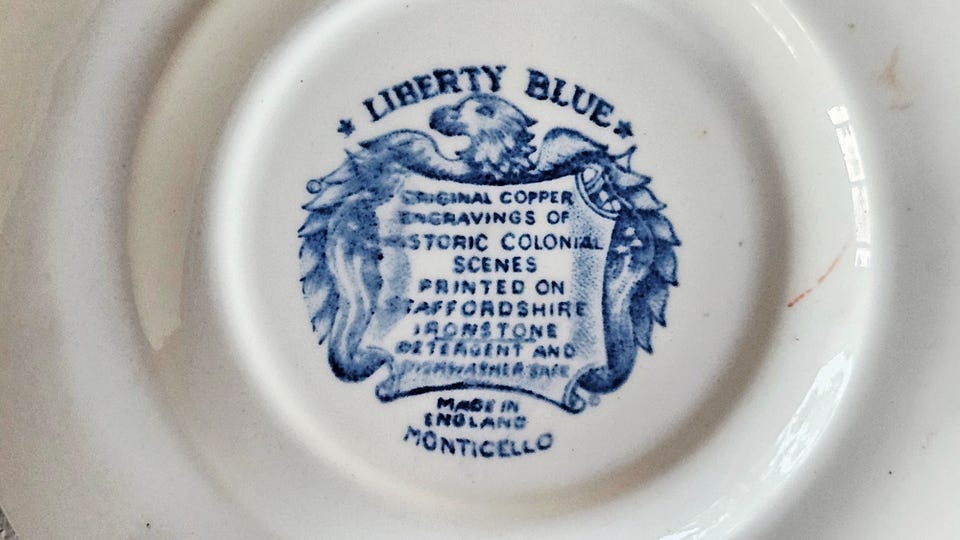 LIBERTY BLUE
ORIGINAL COPPER
ENGRAVINGS OF
HISTORIC COLONIAL
SCENES
PRINTED ON
STAFFORDSHIRE
IRONSTONE
DETERGENT AND
DISHWASHER SAFE
MADE IN
ENGLAND
MONTICELLO